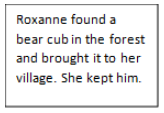 Roxanne found a
bear cub in the forest
and brought it to her
village. She kept him.